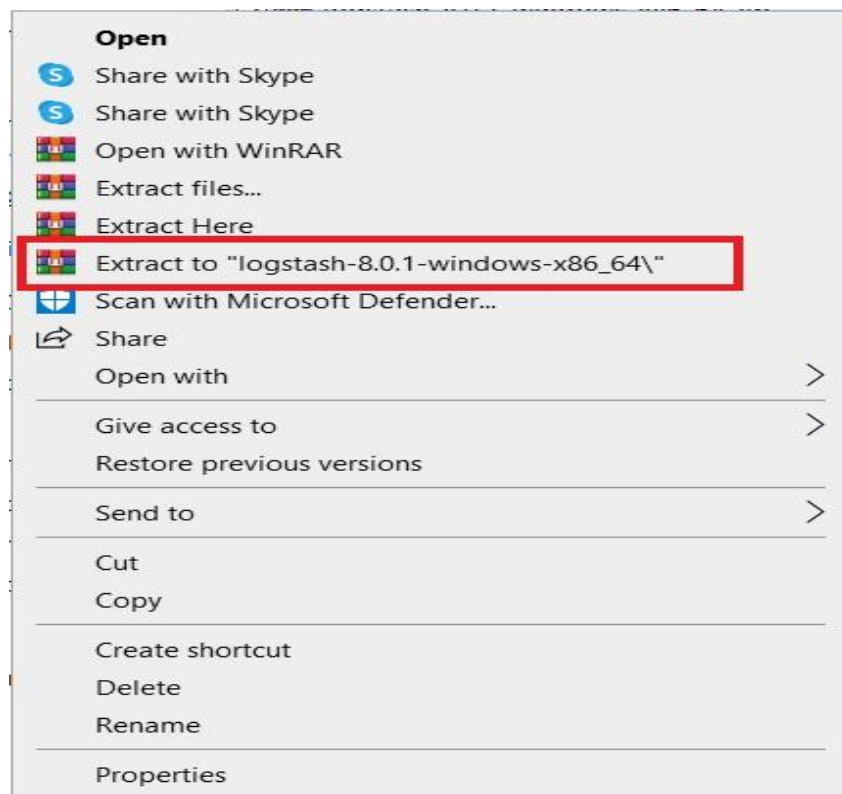 Open
Share with Skype
Share with Skype
Open with WinRAR
Extract files...
Extract Here
Extract to "logstash-8.0.1-windows-x86_64\"
Scan with Microsoft Defender...
Share
Open with
Give access to
Restore previous versions
Send to
Cut
Copy
Create shortcut
Delete
Rename
Properties